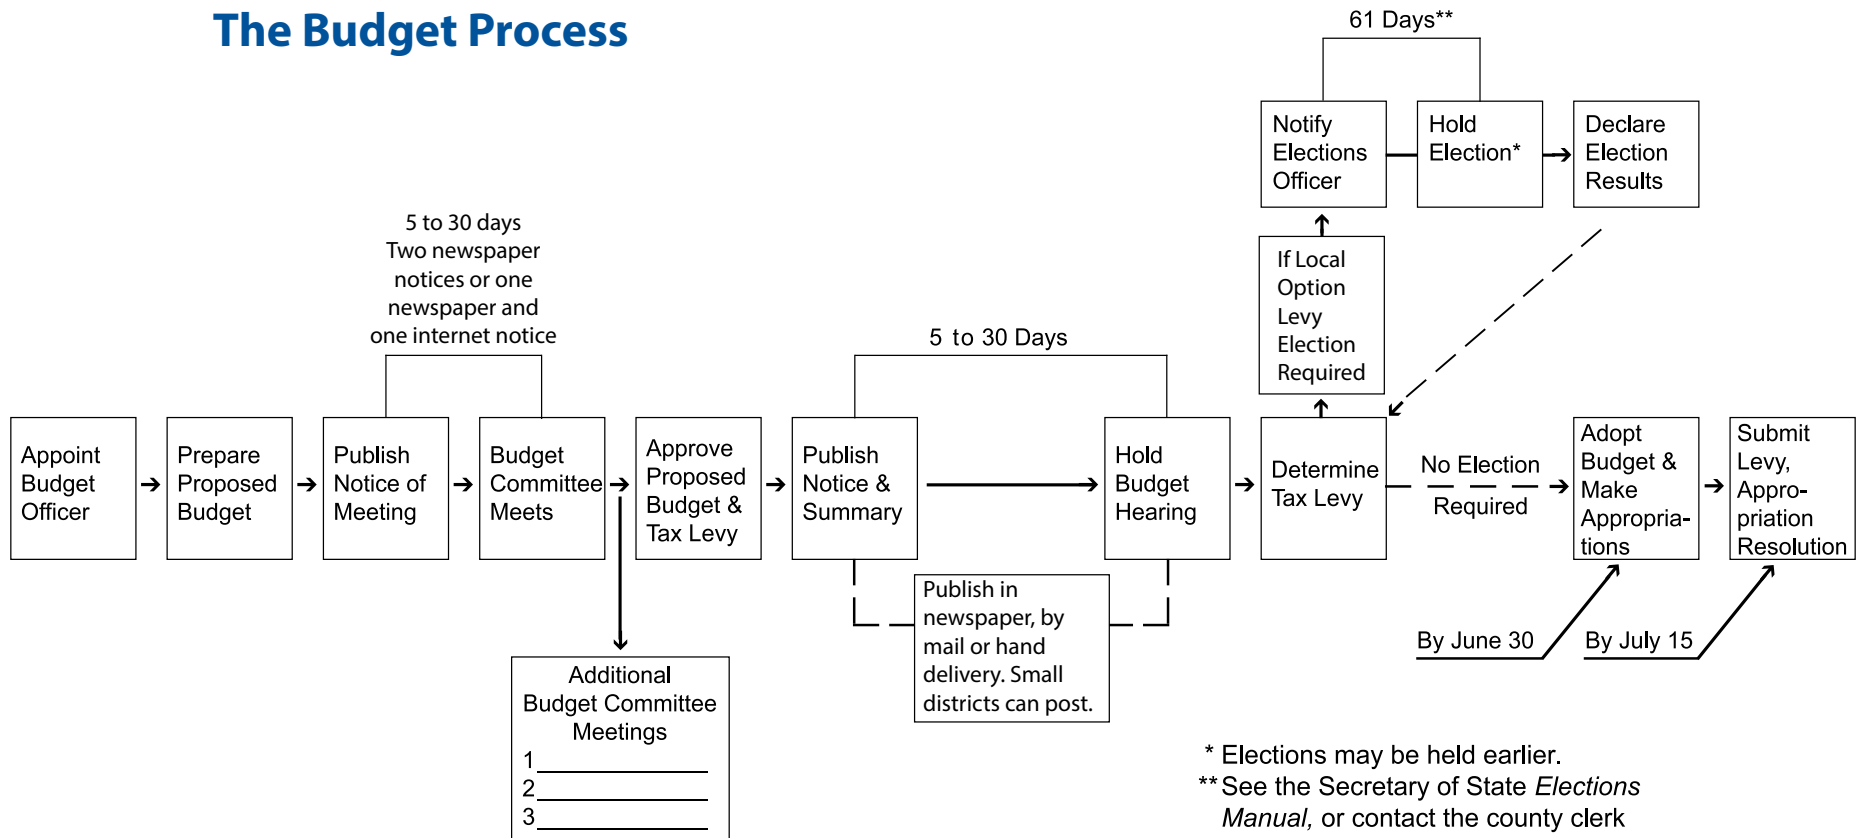 The Budget Process
61 Days**
Notify
Elections
Officer
Hold
Election*
Declare
Election
Results
5 to 30 days
Two newspaper
notices or one
newspaper and
one internet notice
If Local
Option
Levy
Election
Required
5 to 30 Days
Appoint
Budget
Officer
Prepare
Proposed
Budget
Publish
Notice of
Meeting
Budget
Committee
Meets
Approve
Proposed
Budget &
Tax Levy
Publish
Notice &
Summary
Hold
Budget
Hearing
Determine
Tax Levy
No Election
Required
Adopt
Budget &
Make
Appropria-
tions
Submit
Levy,
Appro-
priation
Resolution
Publish in
newspaper, by
mail or hand
delivery. Small
districts can post.
By June 30
By July 15
Additional
Budget Committee
Meetings
1
2
3
* Elections may be held earlier.
**See the Secretary of State Elections
Manual, or contact the county clerk